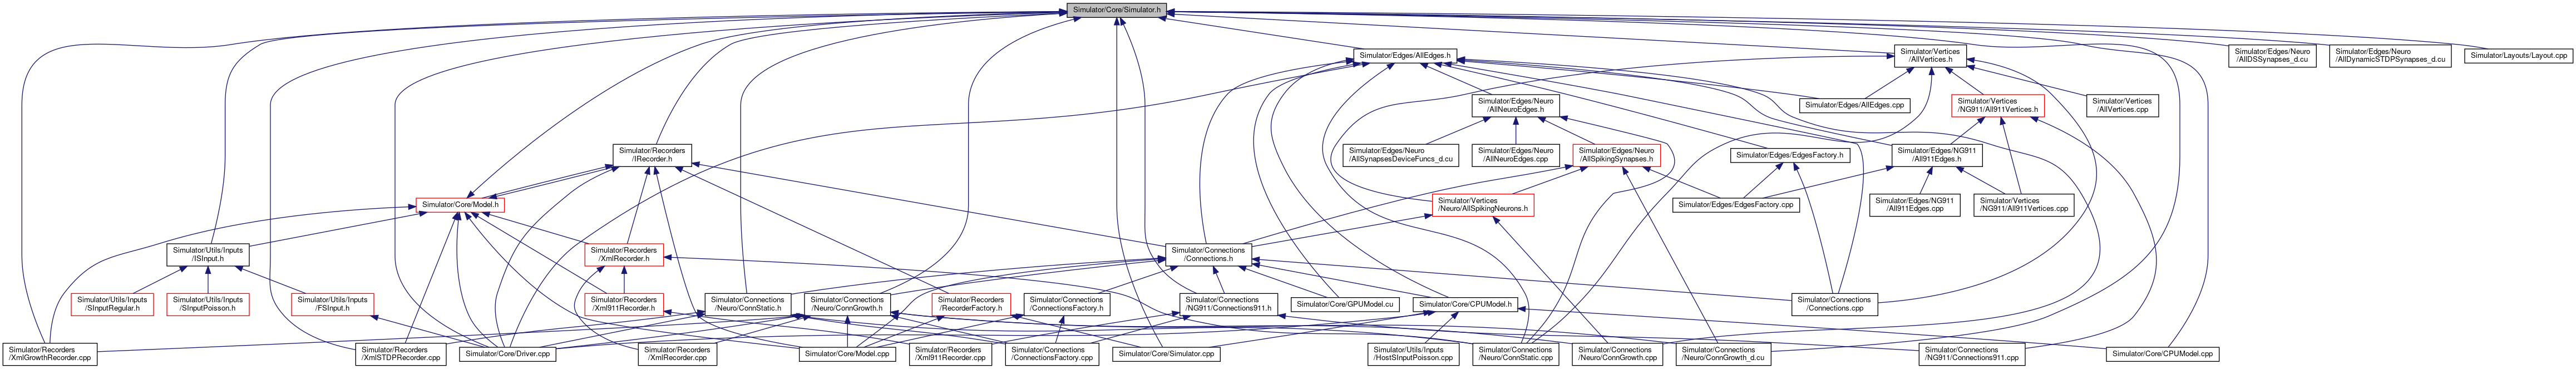 Simulator/Core/Simulator.h
Simulator/Edges/AllEdges.h
Simulator/Vertices
/AllVertices.h
Simulator/Edges/Neuro
/AllDSSynapses_d.cu
Simulator/Edges/Neuro
/AllDynamicSTDPSynapses_d.cu
Simulator/Layouts/Layout.cpp
Simulator/Edges/Neuro
/AllNeuroEdges.h
Simulator/Edges/AllEdges.cpp
Simulator/Vertices
/NG911/All911Vertices.h
Simulator/Vertices
/AllVertices.cpp
Simulator/Recorders
/IRecorder.h
Simulator/Edges/Neuro
/AllSynapsesDeviceFuncs_d.cu
Simulator/Edges/Neuro
/AllNeuroEdges.cpp
Simulator/Edges/Neuro
/AllSpikingSynapses.h
Simulator/Edges/EdgesFactory.h
Simulator/Edges/NG911
/All911Edges.h
Simulator/Core/Model.h
Simulator/Vertices
/Neuro/AllSpikingNeurons.h
Simulator/Edges/EdgesFactory.cpp
Simulator/Edges/NG911
/All911Edges.cpp
Simulator/Vertices
/NG911/All911Vertices.cpp
Simulator/Utils/Inputs
/ISInput.h
Simulator/Recorders
/XmlRecorder.h
Simulator/Connections
/Connections.h
Simulator/Utils/Inputs
/SInputRegular.h
Simulator/Utils/Inputs
/SInputPoisson.h
Simulator/Utils/Inputs
/FSInput.h
Simulator/Recorders
/Xml911Recorder.h
Simulator/Connections
/Neuro/ConnStatic.h
Simulator/Connections
/Neuro/ConnGrowth.h
Simulator/Recorders
/RecorderFactory.h
Simulator/Connections
/ConnectionsFactory.h
Simulator/Connections
/NG911/Connections911.h
Simulator/Core/GPUModel.cu
Simulator/Core/CPUModel.h
Simulator/Connections
/Connections.cpp
Simulator/Recorders
/XmlGrowthRecorder.cpp
Simulator/Recorders
/XmlSTDPRecorder.cpp
Simulator/Core/Driver.cpp
Simulator/Recorders
/XmlRecorder.cpp
Simulator/Core/Model.cpp
Simulator/Recorders
/Xml911Recorder.cpp
Simulator/Connections
/ConnectionsFactory.cpp
Simulator/Core/Simulator.cpp
Simulator/Utils/Inputs
/HostSInputPoisson.cpp
Simulator/Connections
/Neuro/ConnStatic.cpp
Simulator/Connections
/Neuro/ConnGrowth.cpp
Simulator/Connections
/Neuro/ConnGrowth_d.cu
Simulator/Connections
/NG911/Connections911.cpp
Simulator/Core/CPUModel.cpp